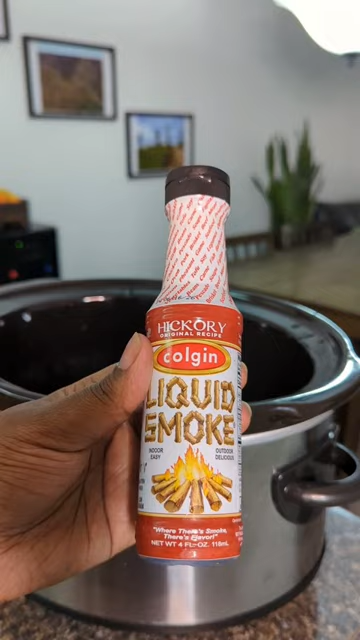 HICKORY
ORIGINAL RECIPE
colgin
LIQUID
SMOKE
INDOOR
EASY
OUTDOOR
DELICIOUS
"Where There's Smoke,
There's Flavor!"
NET WT 4 FL. OZ. 118mL